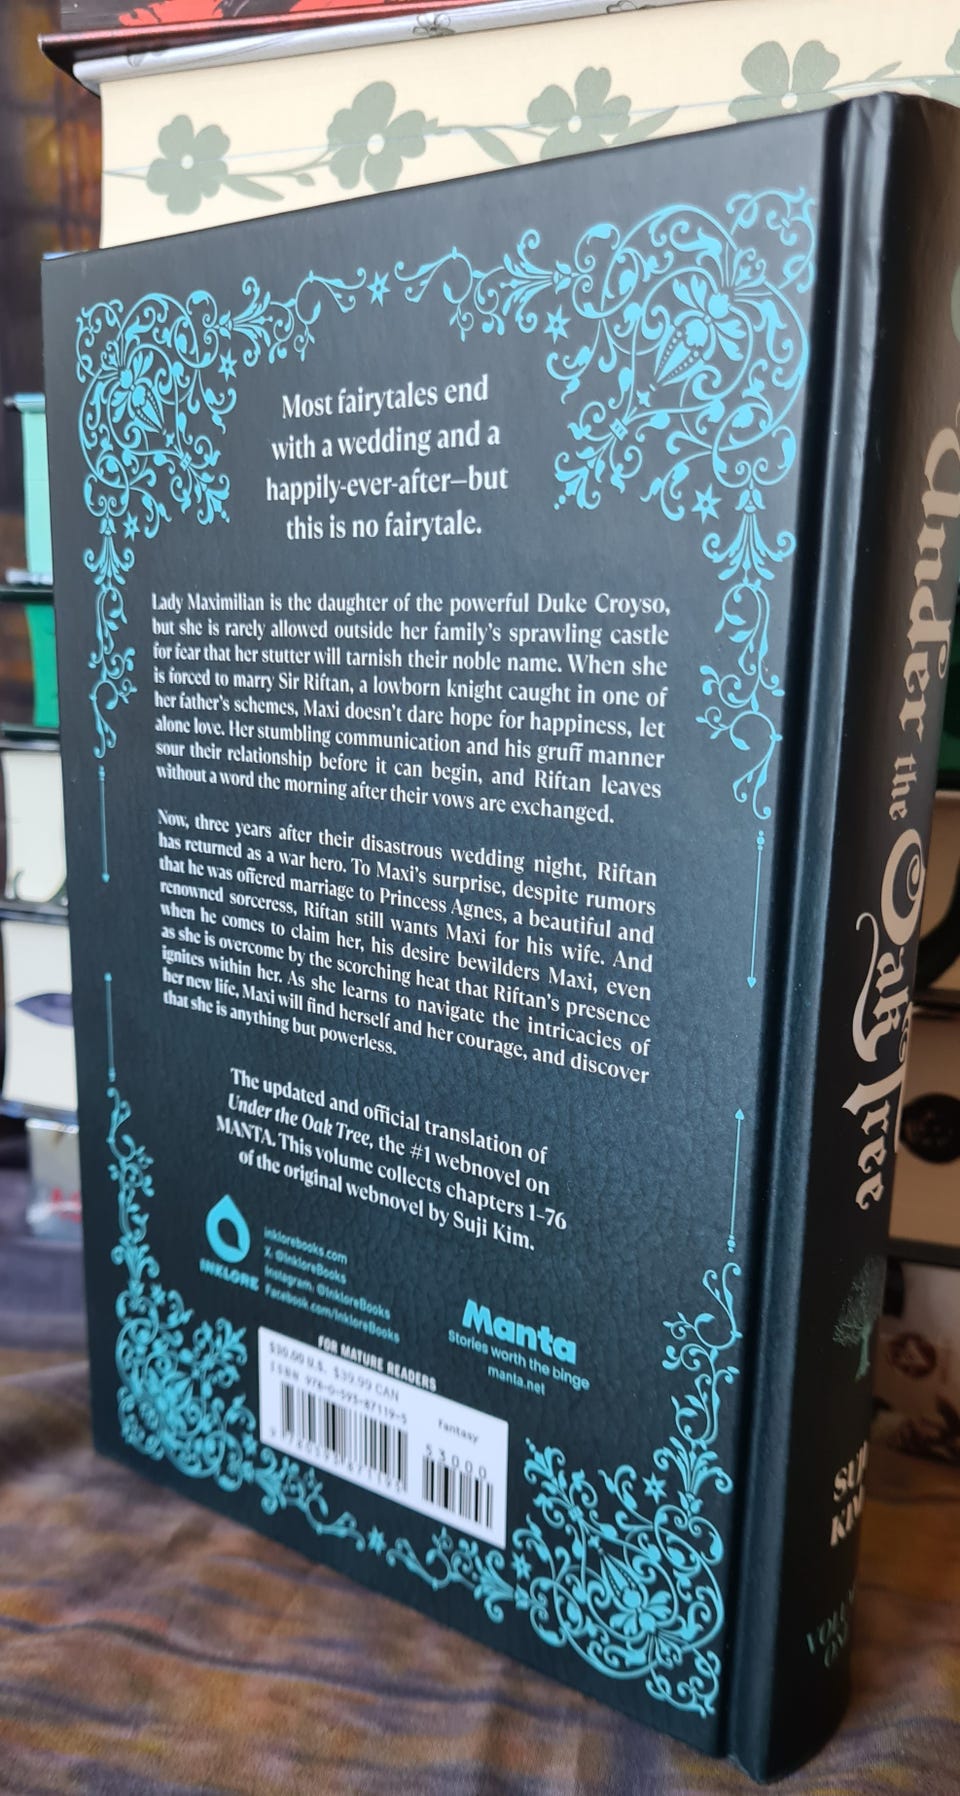 Most fairytales end
with a wedding and a
happily-ever-after—but
this is no fairytale.
Lady Maximilian is the daughter of the powerful Duke Croyso,
but she is rarely allowed outside her family's sprawling castle
for fear that her stutter will tarnish their noble name. When she
is forced to marry Sir Riftan, a lowborn knight caught in one of
her father's schemes, Maxi doesn't dare hope for happiness, let
alone love. Her stumbling communication and his gruff manner
sour their relationship before it can begin, and Riftan leaves
without a word the morning after their vows are exchanged.
Now, three years after their disastrous wedding night, Riftan
has returned as a war hero. To Maxi's surprise, despite rumors
that he was offered marriage to Princess Agnes, a beautiful and
renowned sorceress, Riftan still wants Maxi for his wife. And
when he comes to claim her, his desire bewilders Maxi, even
as she is overcome by the scorching heat that Riftan's presence
ignites within her. As she learns to navigate the intricacies of
her new life, Maxi will find herself and her courage, and discover
that she is anything but powerless.
The updated and official translation of
Under the Oak Tree, the #1 webnovel on
MANTA. This volume collects chapters 1–76
of the original webnovel by Suji Kim.
INKLORE
inklorebooks.com
X: @InkloreBooks
Instagram: @InkloreBooks
Facebook.com/InkloreBooks
Manta
Stories worth the binge
manta.net
FOR MATURE READERS
$30.00 U.S. $39.99 CAN
ISBN 978-0-593-87119-5
Fantasy
53000
9 780593 871195
Under the Oak Tree